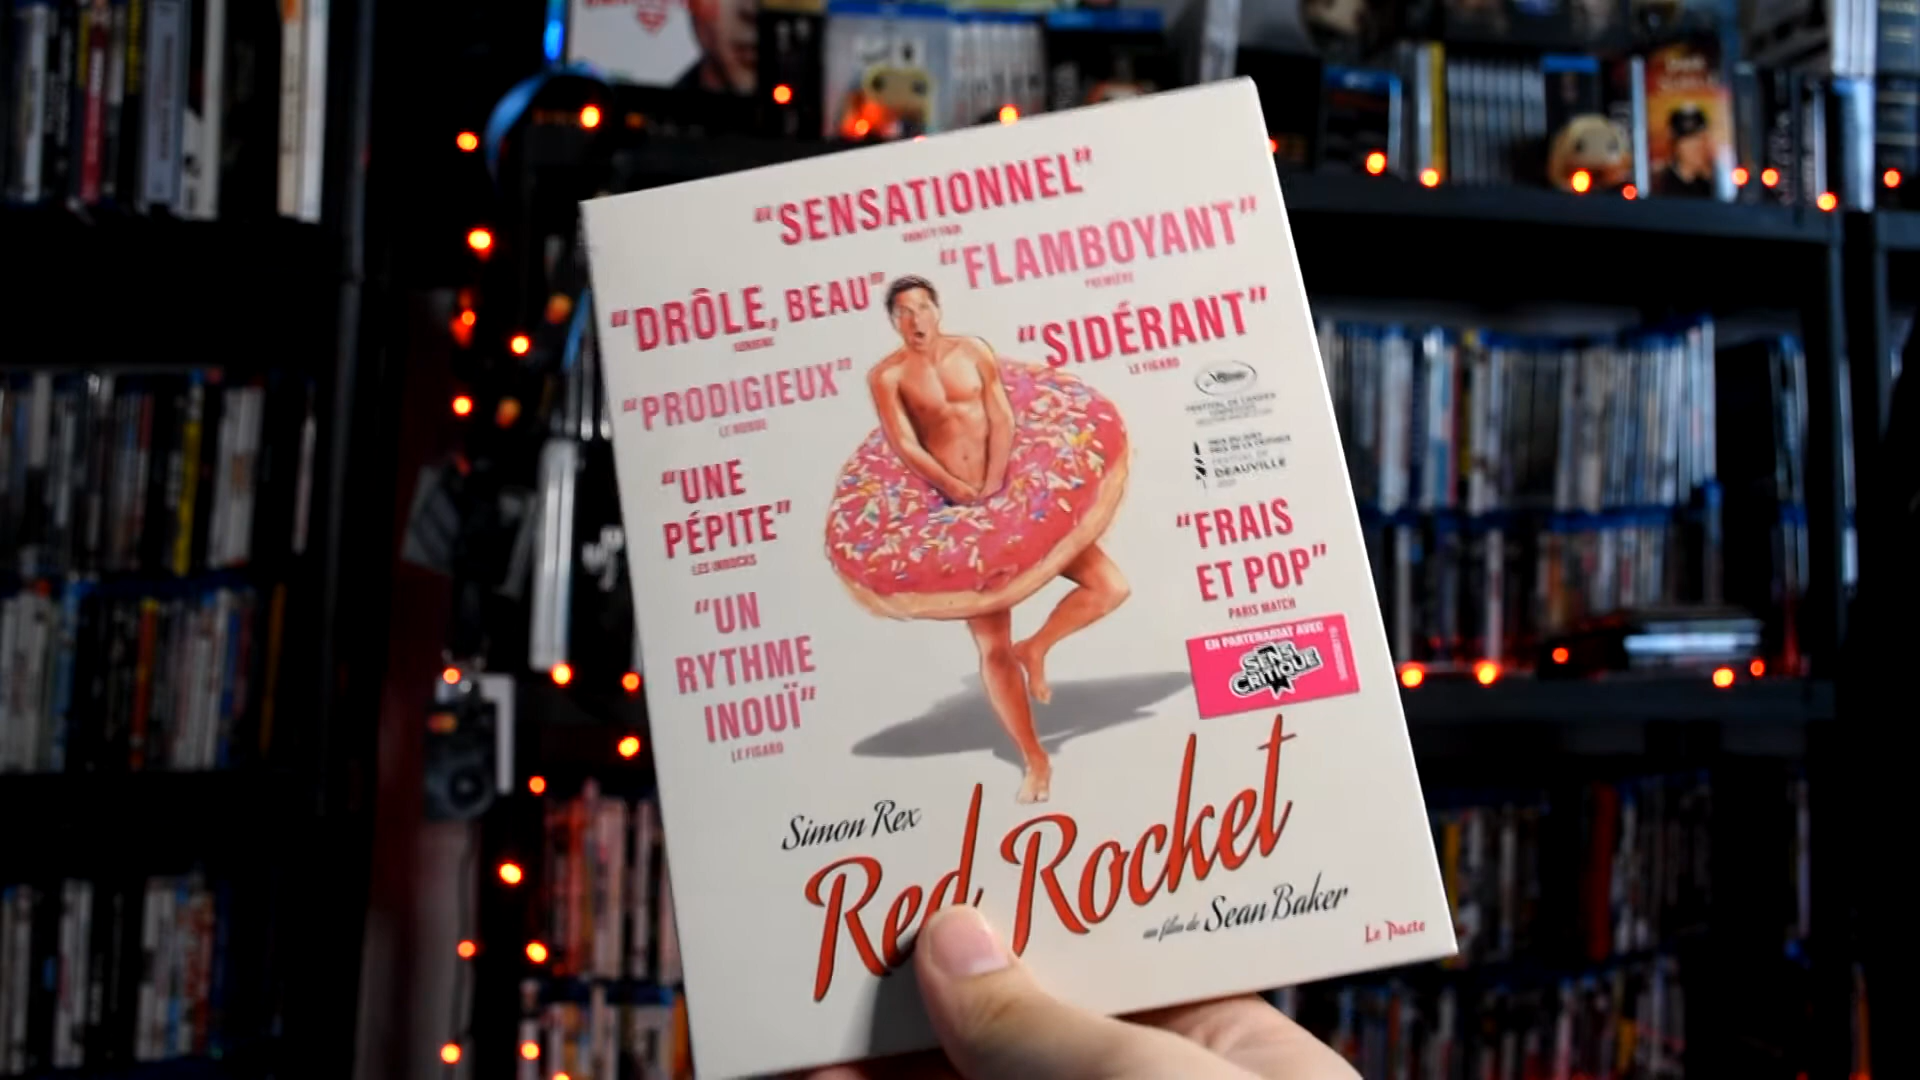 “SENSATIONNEL”
VANITY FAIR
“FLAMBOYANT”
PREMIÈRE
“DRÔLE, BEAU”
“SIDÉRANT”
LE FIGARO
“PRODIGIEUX”
LE MONDE
FESTIVAL DE CANNES
FESTIVAL DE
DEAUVILLE
“UNE
PÉPITE”
LES INROCKS
“FRAIS
ET POP”
PARIS MATCH
“UN
RYTHME
INOUÏ”
LE FIGARO
EN PARTENARIAT AVEC
SENS
CRITIQUE
Simon Rex
Red Rocket
un film de Sean Baker
Le Pacte